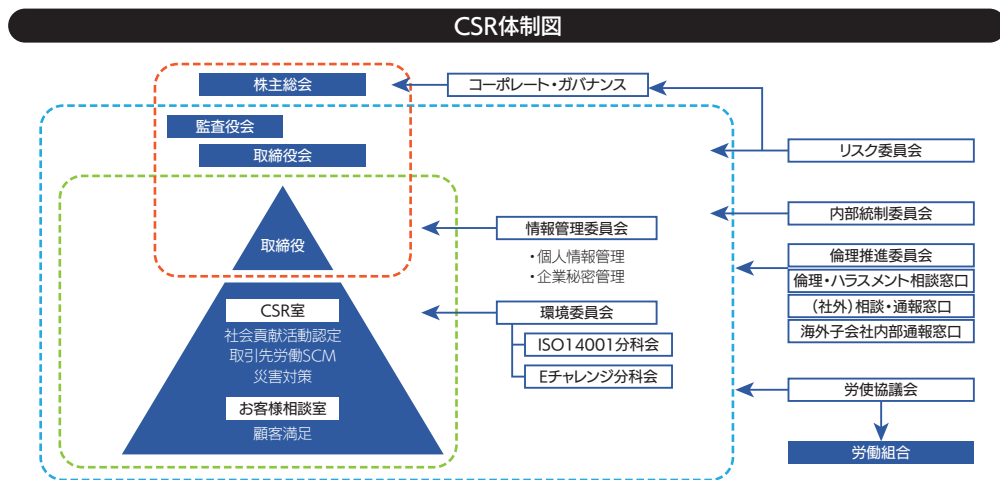 CSR体制図
株主総会
コーポレート・ガバナンス
監査役会
取締役会
リスク委員会
取締役
情報管理委員会
・個人情報管理
・企業秘密管理
内部統制委員会
倫理推進委員会
倫理・ハラスメント相談窓口
（社外）相談・通報窓口
海外子会社内部通報窓口
CSR室
社会貢献活動認定
取引先労働SCM
災害対策
お客様相談室
顧客満足
環境委員会
ISO14001分科会
Eチャレンジ分科会
労使協議会
労働組合